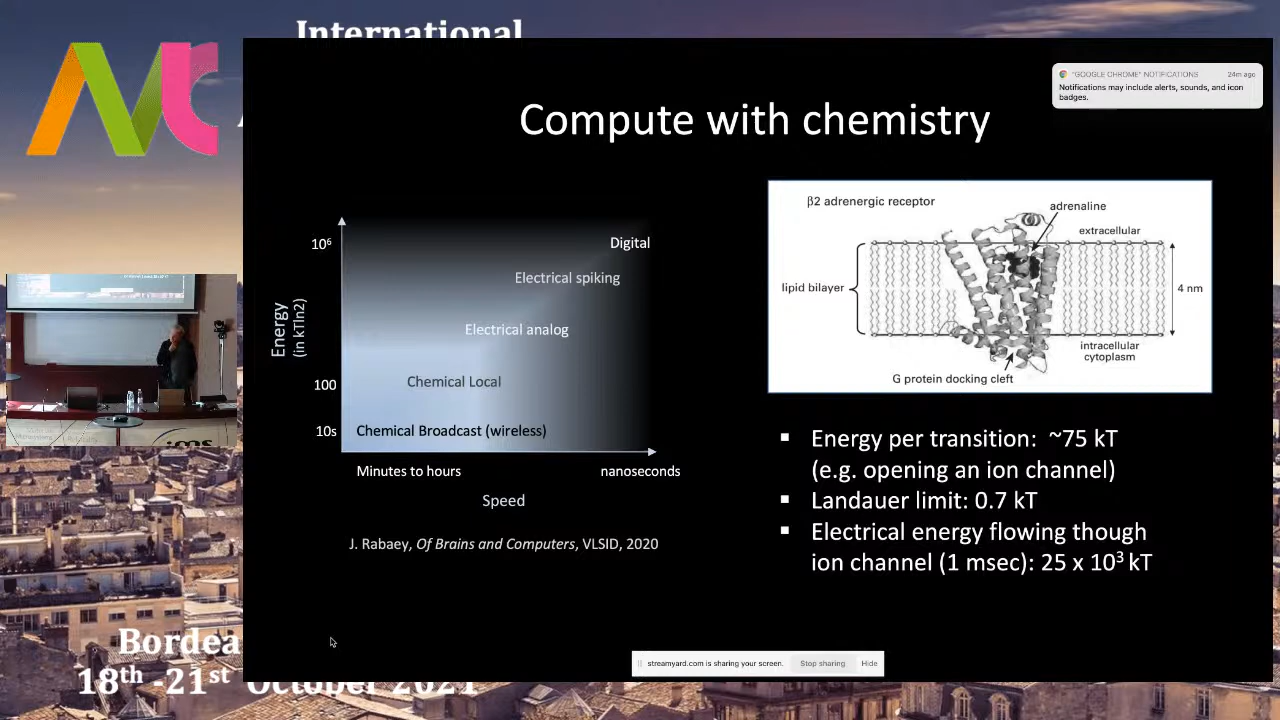 International
"GOOGLE CHROME" NOTIFICATIONS 24m ago
Notifications may include alerts, sounds, and icon
badges.
Compute with chemistry
Energy
(in kTln2)
10⁶
100
10s
Digital
Electrical spiking
Electrical analog
Chemical Local
Chemical Broadcast (wireless)
Minutes to hours
nanoseconds
Speed
J. Rabaey, Of Brains and Computers, VLSID, 2020
β2 adrenergic receptor
adrenaline
extracellular
lipid bilayer
4 nm
intracellular
cytoplasm
G protein docking cleft
▪ Energy per transition: ~75 kT
(e.g. opening an ion channel)
▪ Landauer limit: 0.7 kT
▪ Electrical energy flowing though
ion channel (1 msec): 25 x 10³ kT
streamyard.com is sharing your screen. Stop sharing Hide
Bordea
18th -21st October 2021